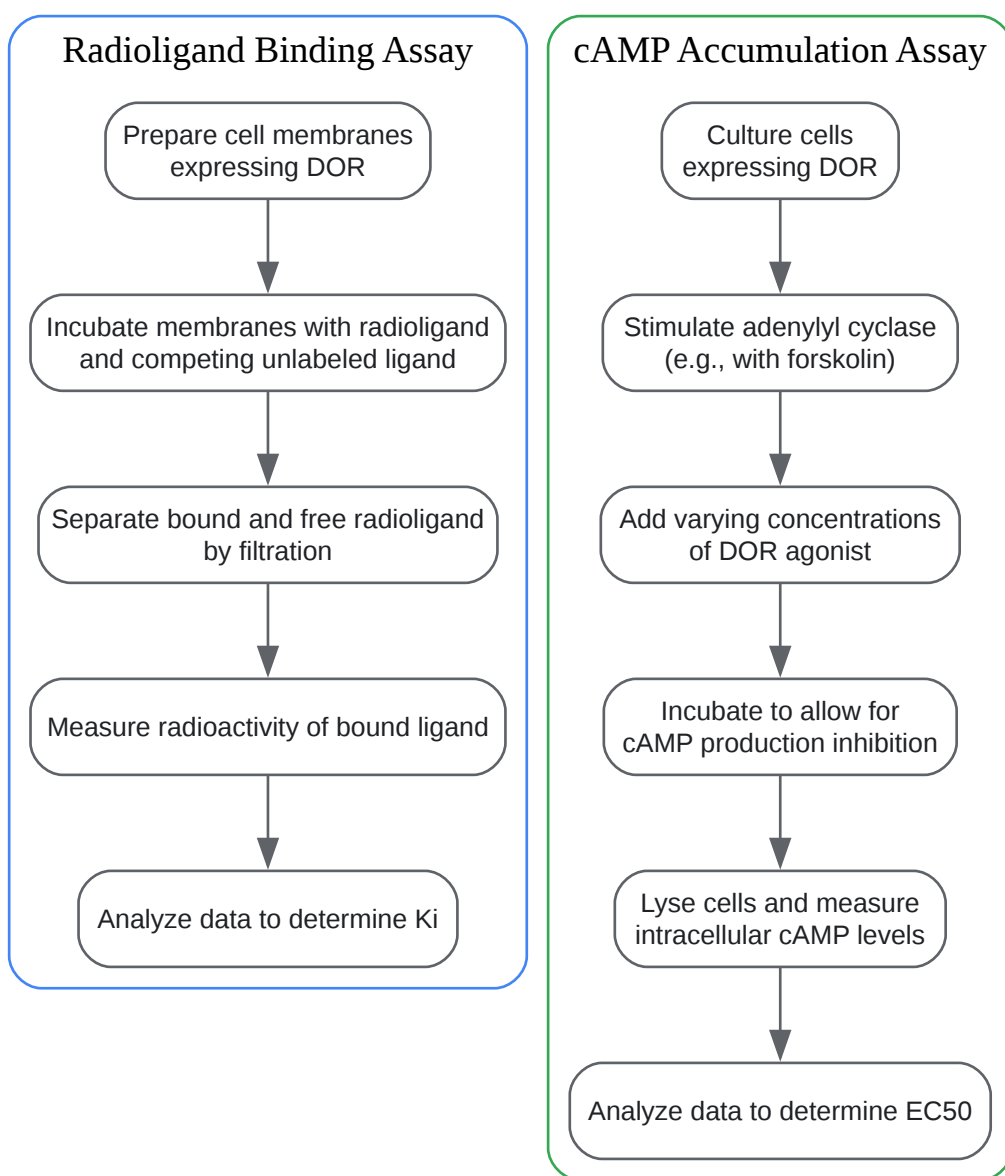 Radioligand Binding Assay
Prepare cell membranes
expressing DOR
Incubate membranes with radioligand
and competing unlabeled ligand
Separate bound and free radioligand
by filtration
Measure radioactivity of bound ligand
Analyze data to determine Ki
cAMP Accumulation Assay
Culture cells
expressing DOR
Stimulate adenylyl cyclase
(e.g., with forskolin)
Add varying concentrations
of DOR agonist
Incubate to allow for
cAMP production inhibition
Lyse cells and measure
intracellular cAMP levels
Analyze data to determine EC50